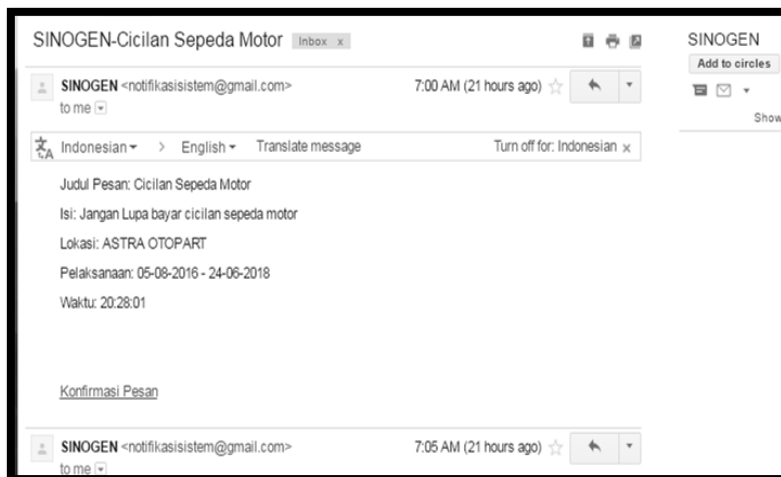 SINOGEN-Cicilan Sepeda Motor Inbox x
SINOGEN <notifikasisistem@gmail.com> 7:00 AM (21 hours ago)
to me
Indonesian > English Translate message Turn off for: Indonesian x
Judul Pesan: Cicilan Sepeda Motor
Isi: Jangan Lupa bayar cicilan sepeda motor
Lokasi: ASTRA OTOPART
Pelaksanaan: 05-08-2016 - 24-06-2018
Waktu: 20:28:01
Konfirmasi Pesan
SINOGEN <notifikasisistem@gmail.com> 7:05 AM (21 hours ago)
to me
SINOGEN
Add to circles
Show